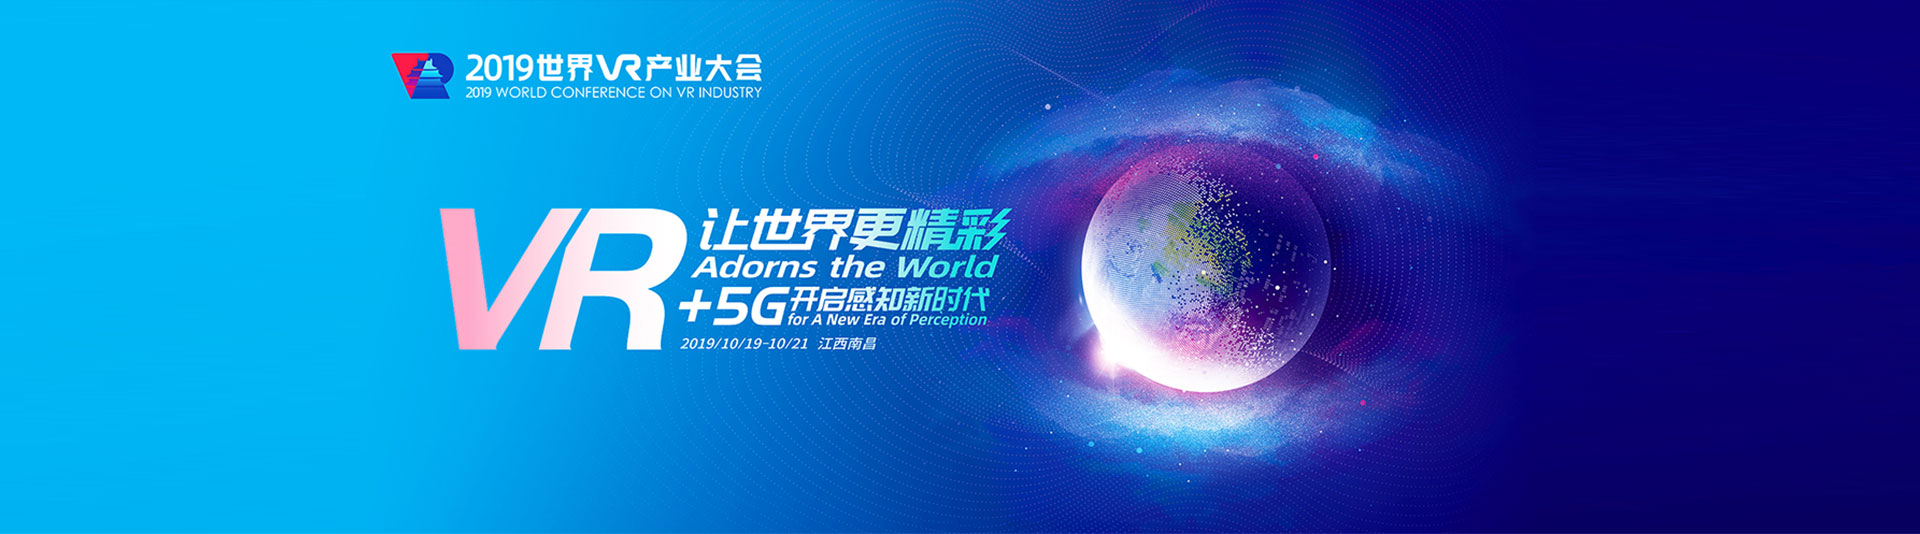 2019世界VR产业大会
2019 WORLD CONFERENCE ON VR INDUSTRY
VR 让世界更精彩
Adorns the World
+5G 开启感知新时代
for A New Era of Perception
2019/10/19-10/21 江西南昌